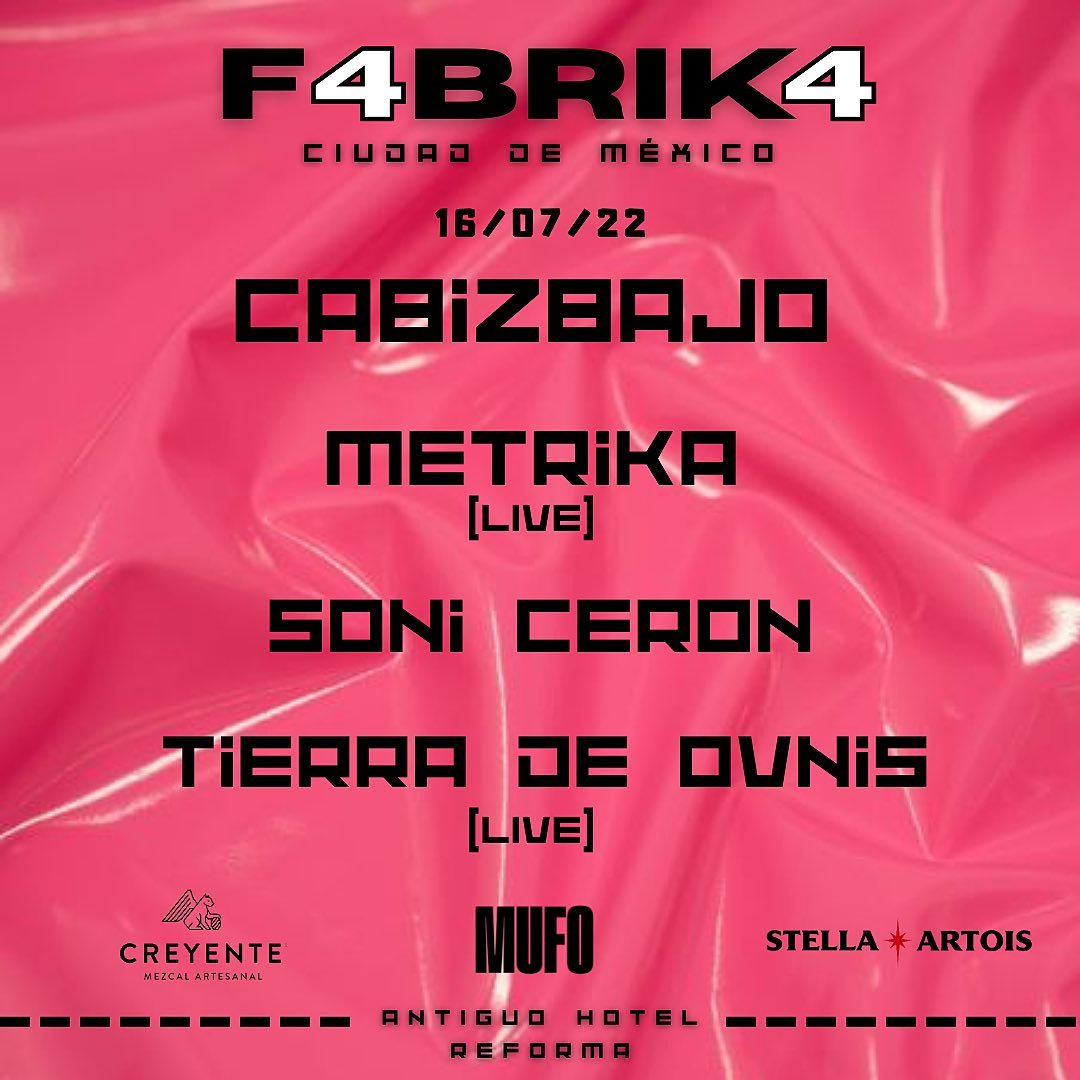 F4BRIK4
CIUDAD DE MÉXICO
16/07/22
CABiZBAJO
METRiKA
[LIVE]
SONi CERON
TiERRA DE OVNiS
[LIVE]
CREYENTE
MEZCAL ARTESANAL
MUFO
STELLA ARTOIS
ANTIGUO HOTEL
REFORMA